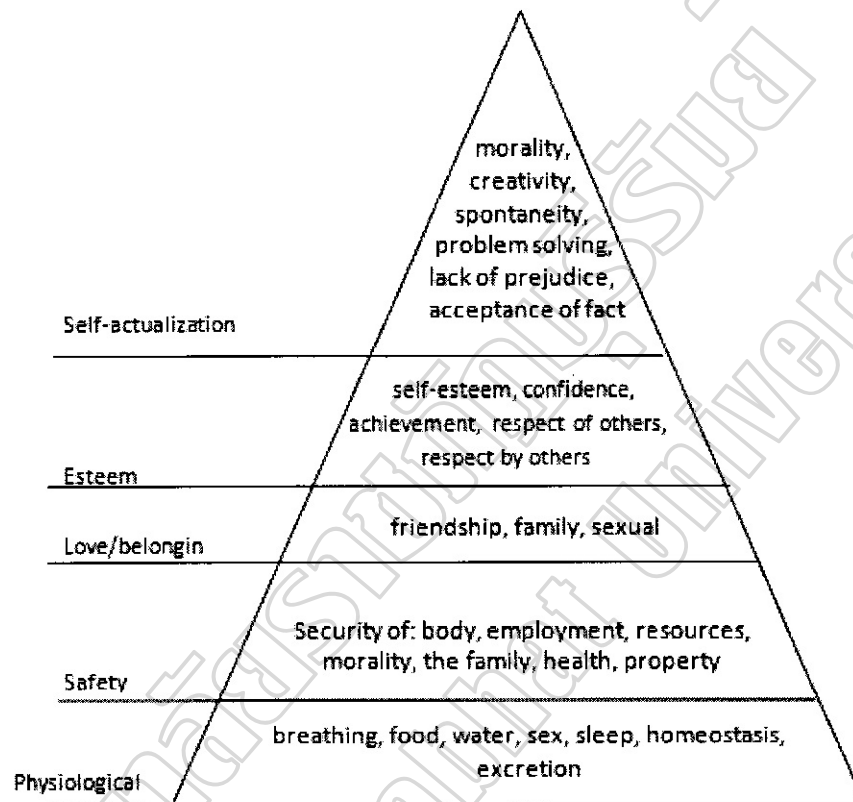 morality,
creativity,
spontaneity,
problem solving,
lack of prejudice,
acceptance of fact
Self-actualization
self-esteem, confidence,
achievement, respect of others,
respect by others
Esteem
friendship, family, sexual
Love/belongin
Security of: body, employment, resources,
morality, the family, health, property
Safety
breathing, food, water, sex, sleep, homeostasis,
excretion
Physiological